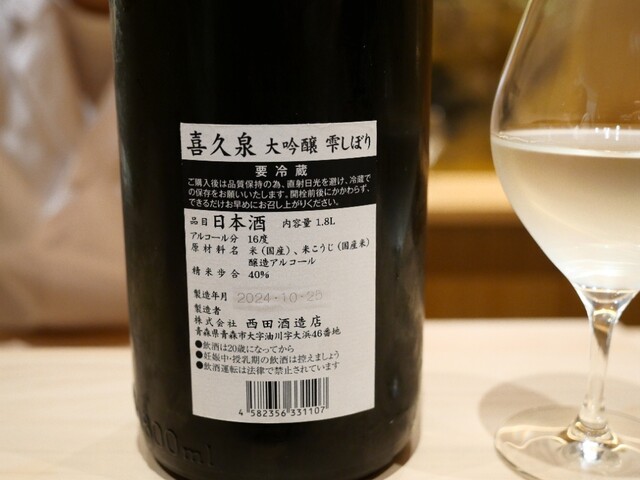 喜久泉 大吟醸 雫しぼり
要冷蔵
ご購入後は品質保持の為、直射日光を避け、冷蔵で
の保存をお願いいたします。開栓前後にかかわらず、
できるだけお早めにお召し上がりください。
品目 日本酒 内容量 1.8L
アルコール分 16度
原材料名 米(国産)、米こうじ(国産米)
醸造アルコール
精米歩合 40%
製造年月 2024-10-25
製造者
株式会社 西田酒造店
青森県青森市大字油川字大浜46番地
●飲酒は20歳になってから
●妊娠中・授乳期の飲酒は控えましょう
●飲酒運転は法律で禁止されています
4 582356 331107
800ml